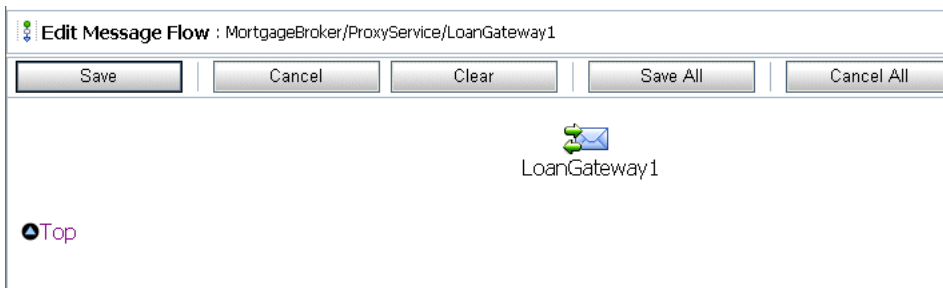 Edit Message Flow : MortgageBroker/ProxyService/LoanGateway1
Save Cancel Clear Save All Cancel All
LoanGateway1
Top